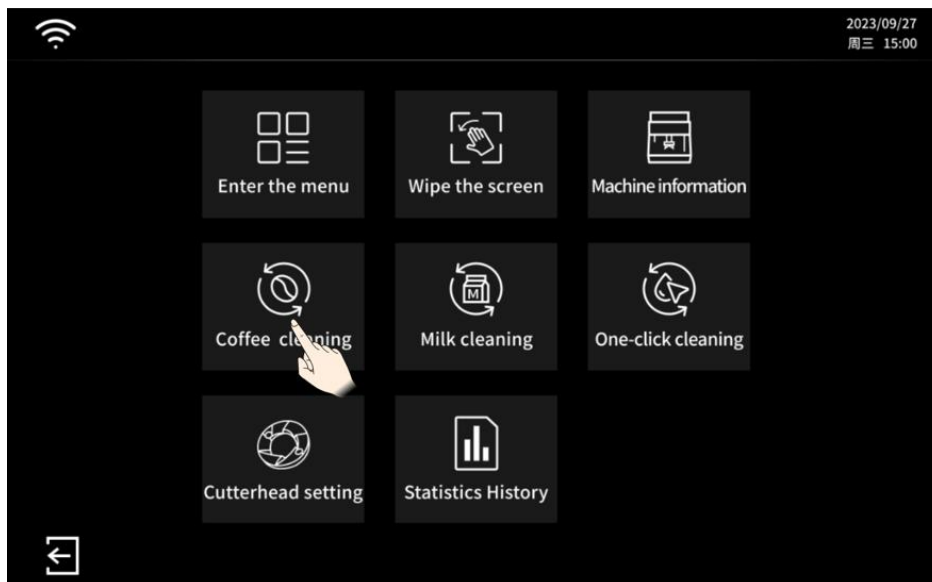 2023/09/27
周三 15:00
Enter the menu
Wipe the screen
Machine information
Coffee cleaning
M
Milk cleaning
One-click cleaning
Cutterhead setting
Statistics History